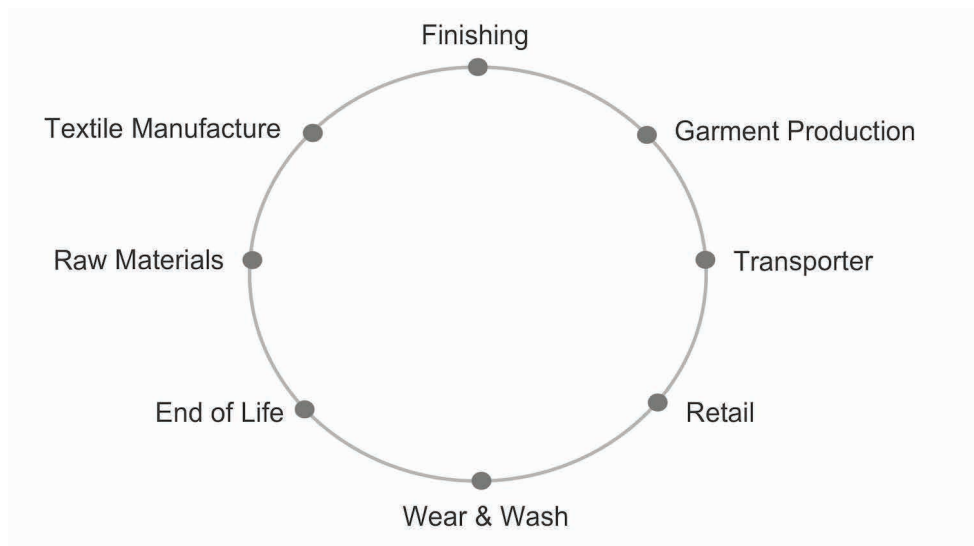 Finishing
Textile Manufacture
Garment Production
Raw Materials
Transporter
End of Life
Retail
Wear & Wash